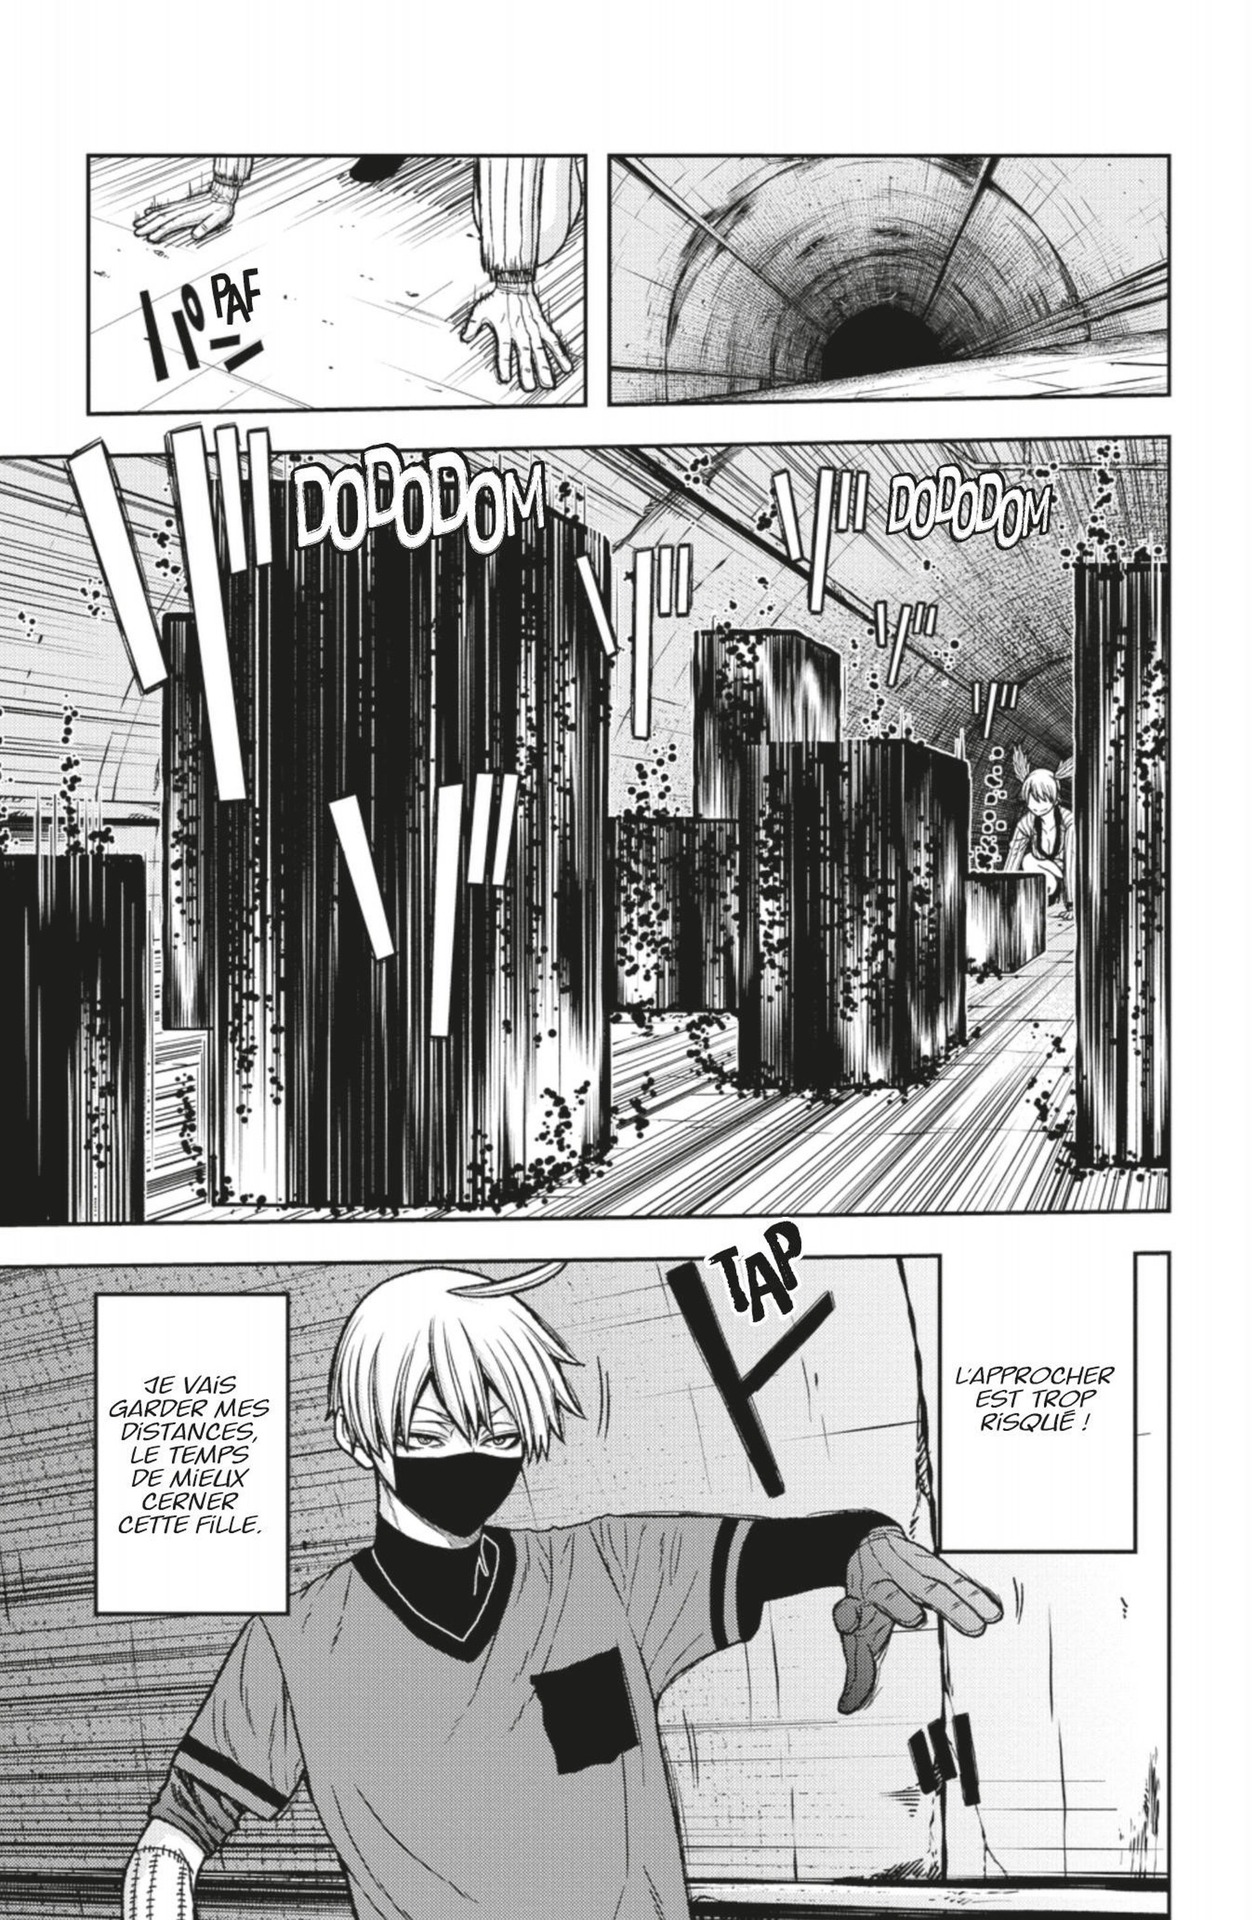 PAF
DODODOM
DODODOM
TAP
L'APPROCHER
EST TROP
RISQUÉ !
JE VAIS
GARDER MES
DISTANCES,
LE TEMPS
DE MIEUX
CERNER
CETTE FILLE.